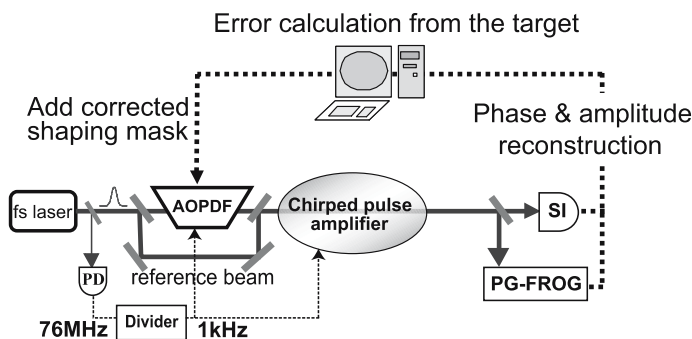 Error calculation from the target
Add corrected
shaping mask
Phase & amplitude
reconstruction
fs laser
AOPDF
Chirped pulse
amplifier
SI
PD
reference beam
PG-FROG
76MHz
Divider
1kHz